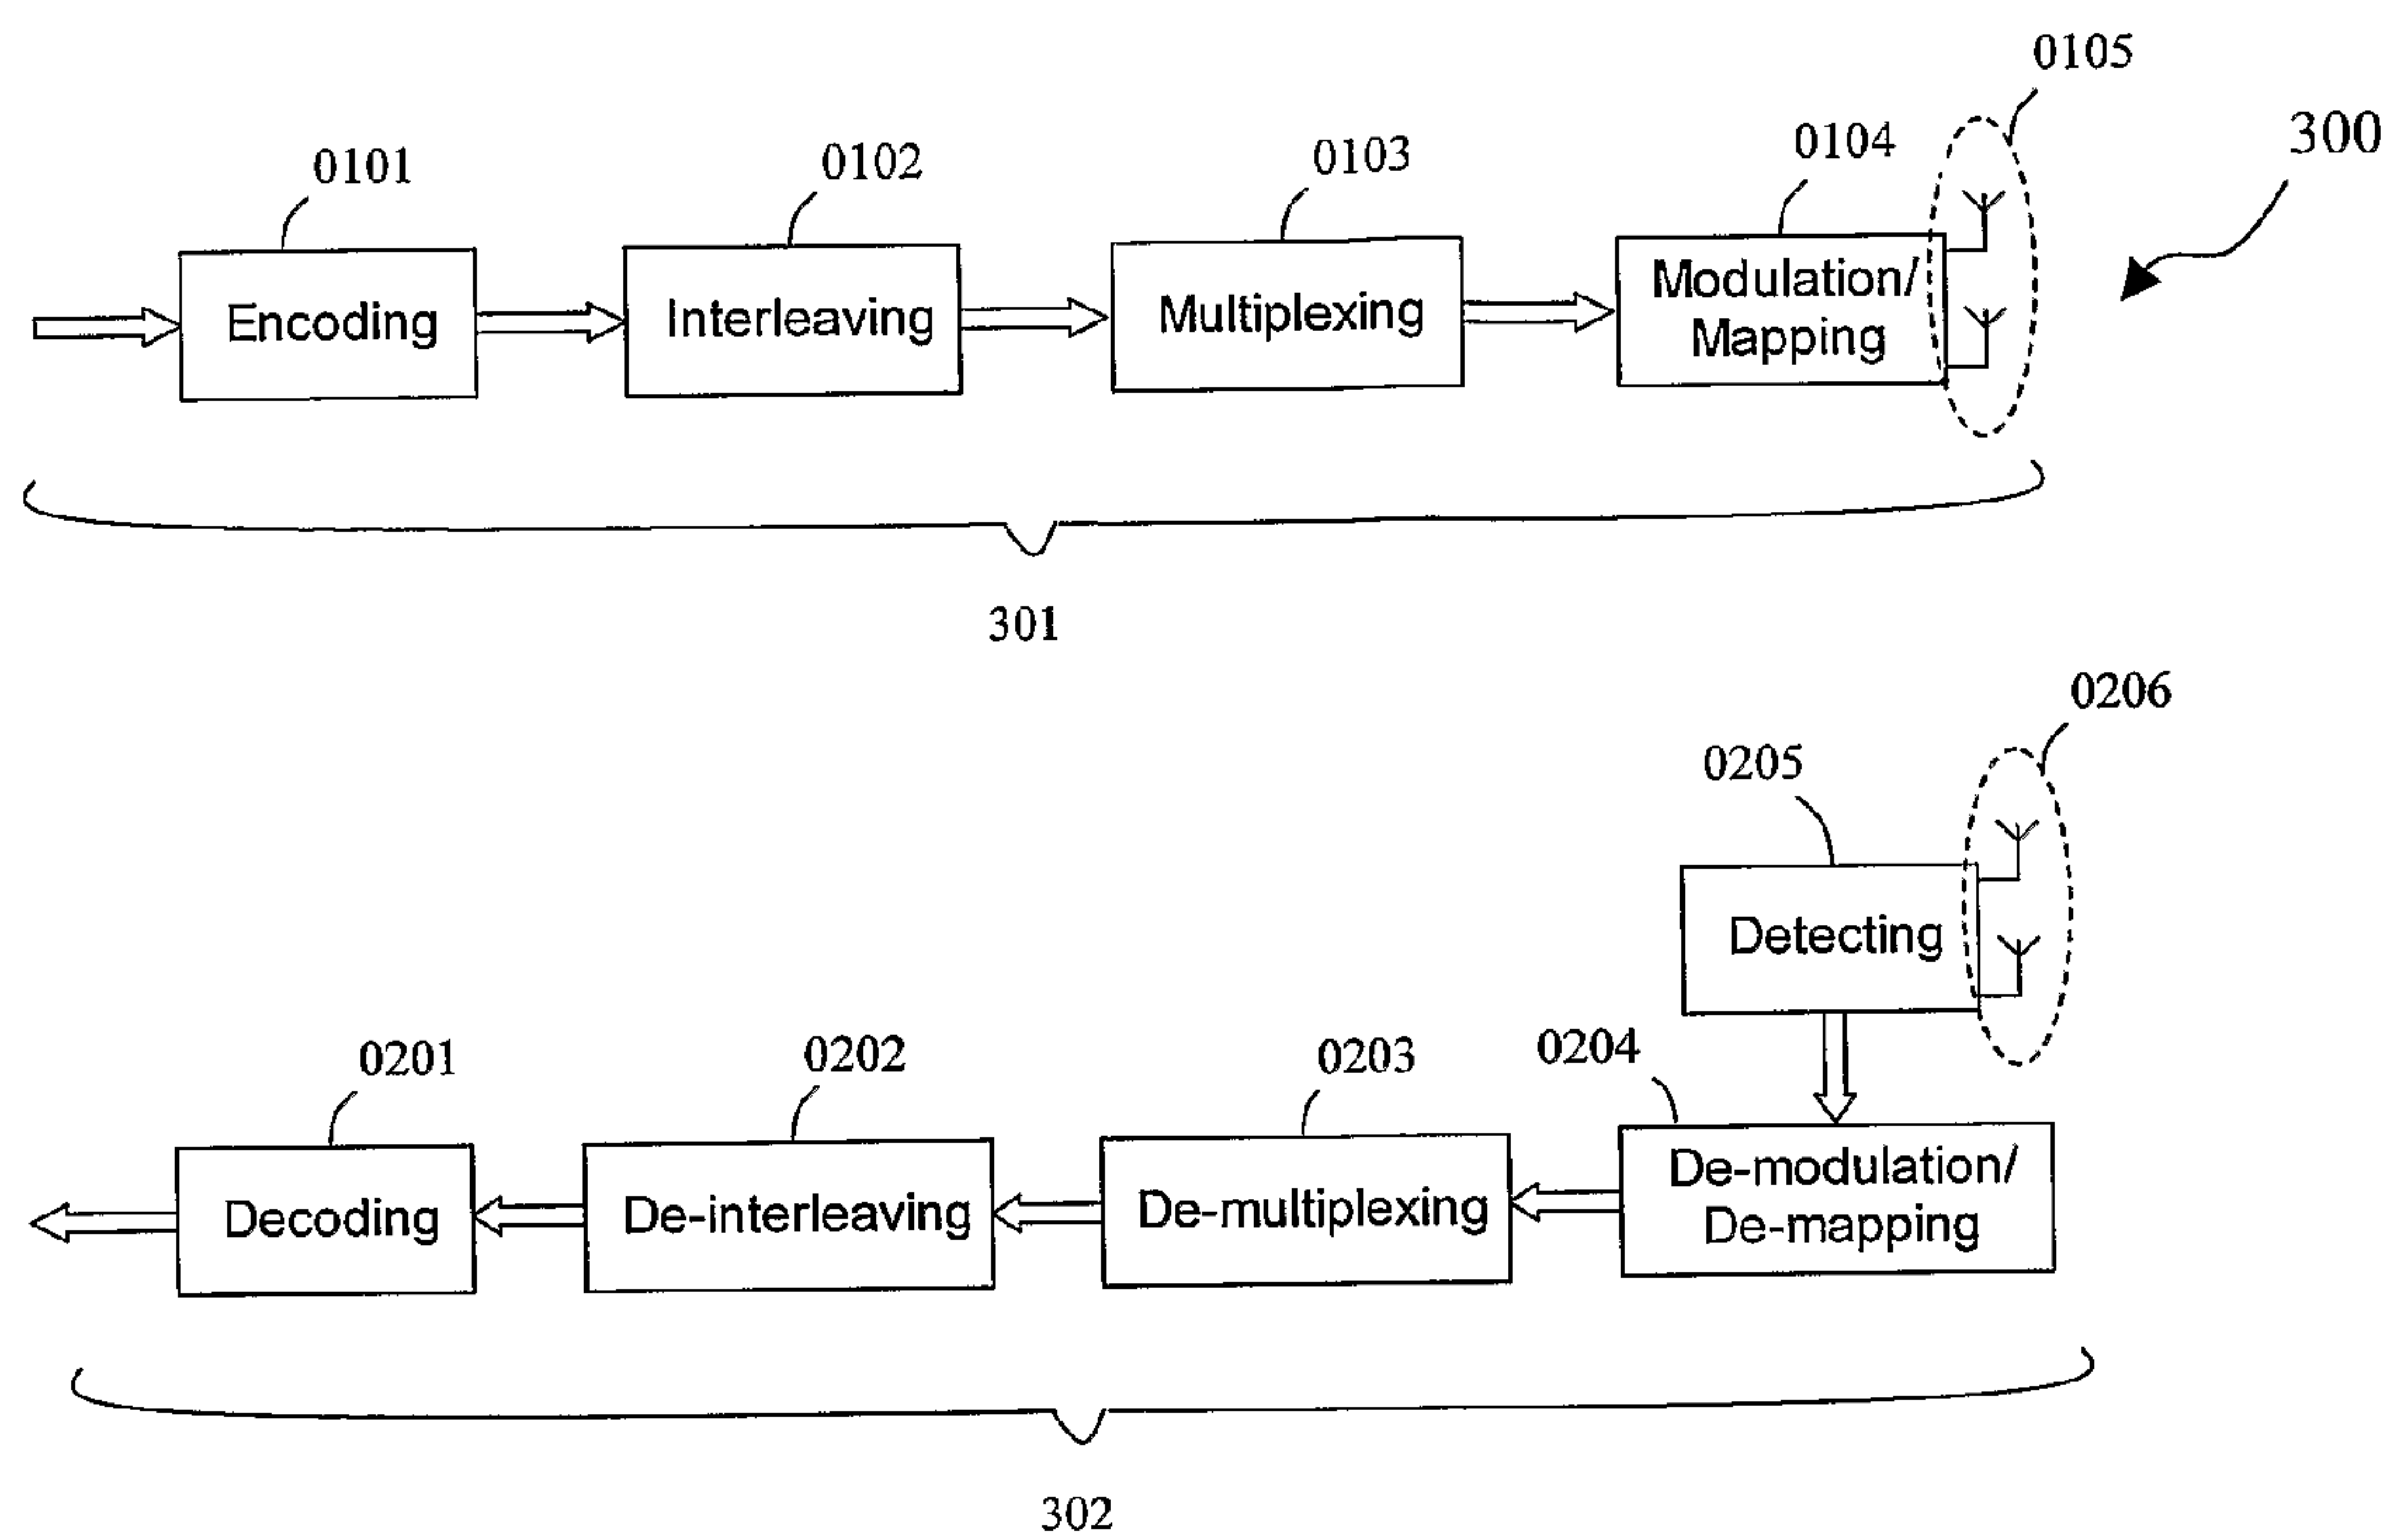 0105
300
0101
0102
0103
0104
Encoding
Interleaving
Multiplexing
Modulation/
Mapping
301
0206
0205
Detecting
0201
0202
0203
0204
Decoding
De-interleaving
De-multiplexing
De-modulation/
De-mapping
302